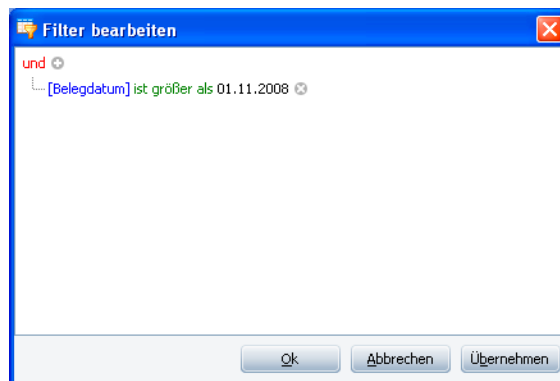 Filter bearbeiten
und
[Belegdatum] ist größer als 01.11.2008
Ok Abbrechen Übernehmen